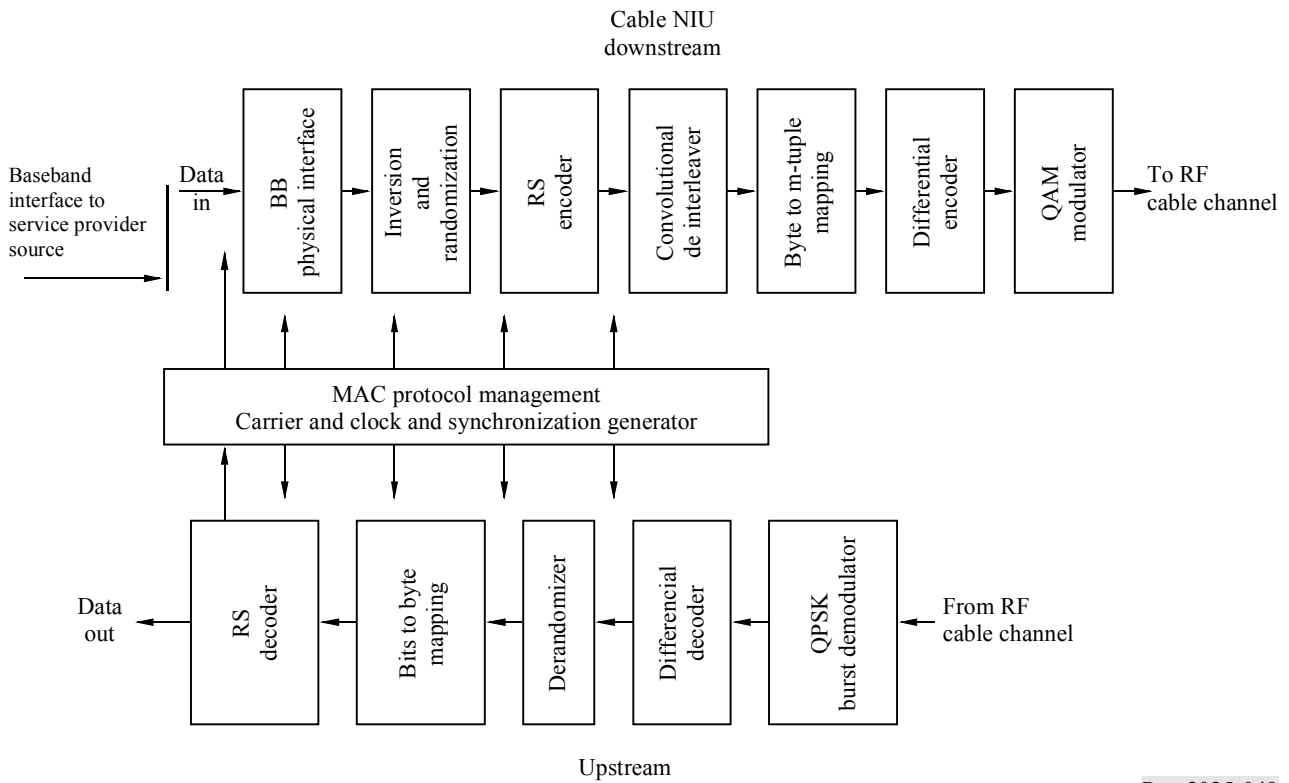 Cable NIU
downstream
Baseband
interface to
service provider
source
Data
in
BB
physical interface
Inversion
and
randomization
RS
encoder
Convolutional
de interleaver
Byte to m-tuple
mapping
Differential
encoder
QAM
modulator
To RF
cable channel
MAC protocol management
Carrier and clock and synchronization generator
Data
out
RS
decoder
Bits to byte
mapping
Derandomizer
Differencial
decoder
QPSK
burst demodulator
From RF
cable channel
Upstream